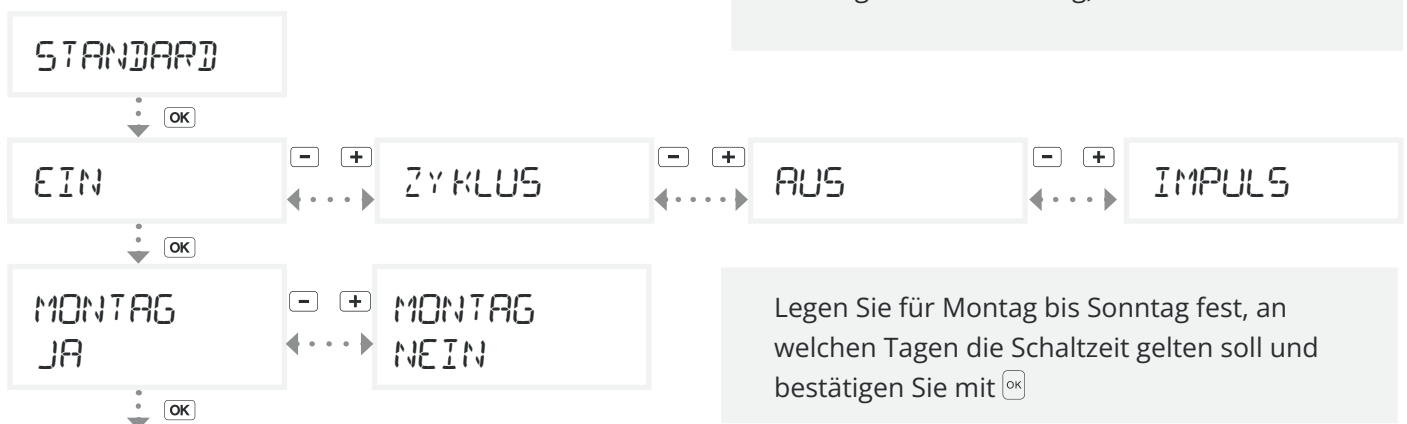 STANDARD
OK
EIN
- +
ZYKLUS
- +
AUS
- +
IMPULS
OK
MONTAG
JA
- +
MONTAG
NEIN
Legen Sie für Montag bis Sonntag fest, an
welchen Tagen die Schaltzeit gelten soll und
bestätigen Sie mit OK
OK